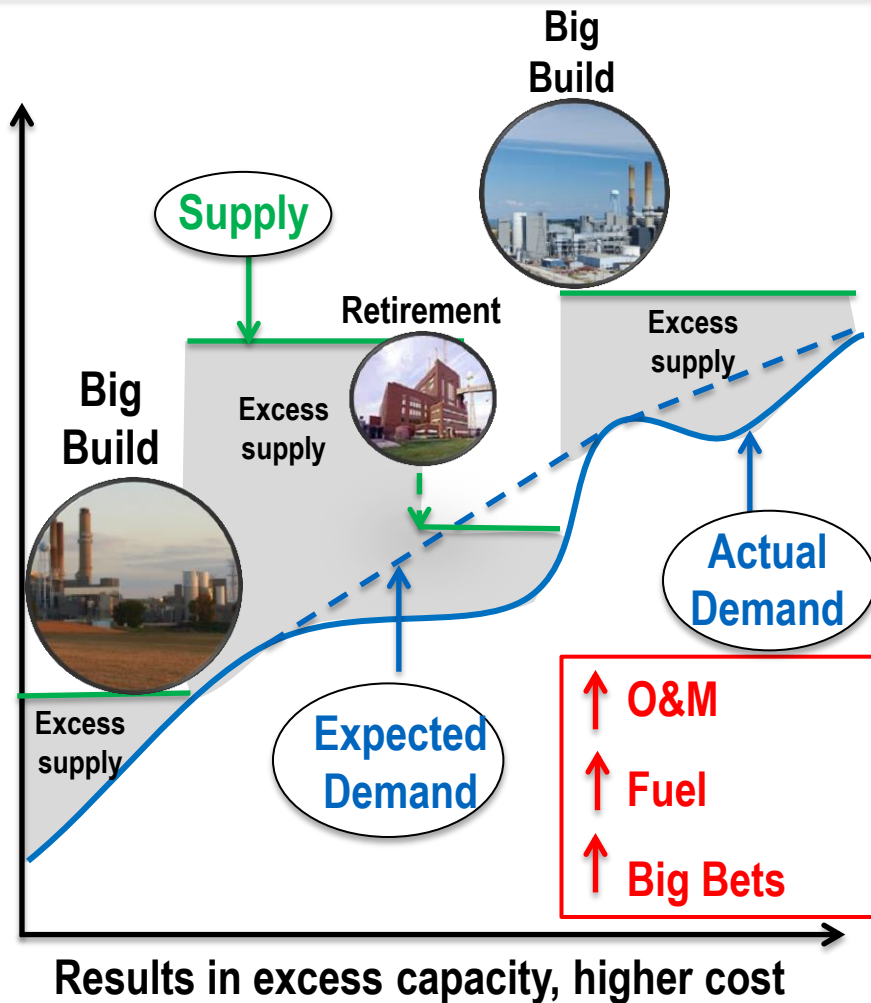 Big
Build
Supply
Retirement
Excess
supply
Big
Build
Excess
supply
Actual
Demand
Excess
supply
Expected
Demand
O&M
Fuel
Big Bets
Results in excess capacity, higher cost